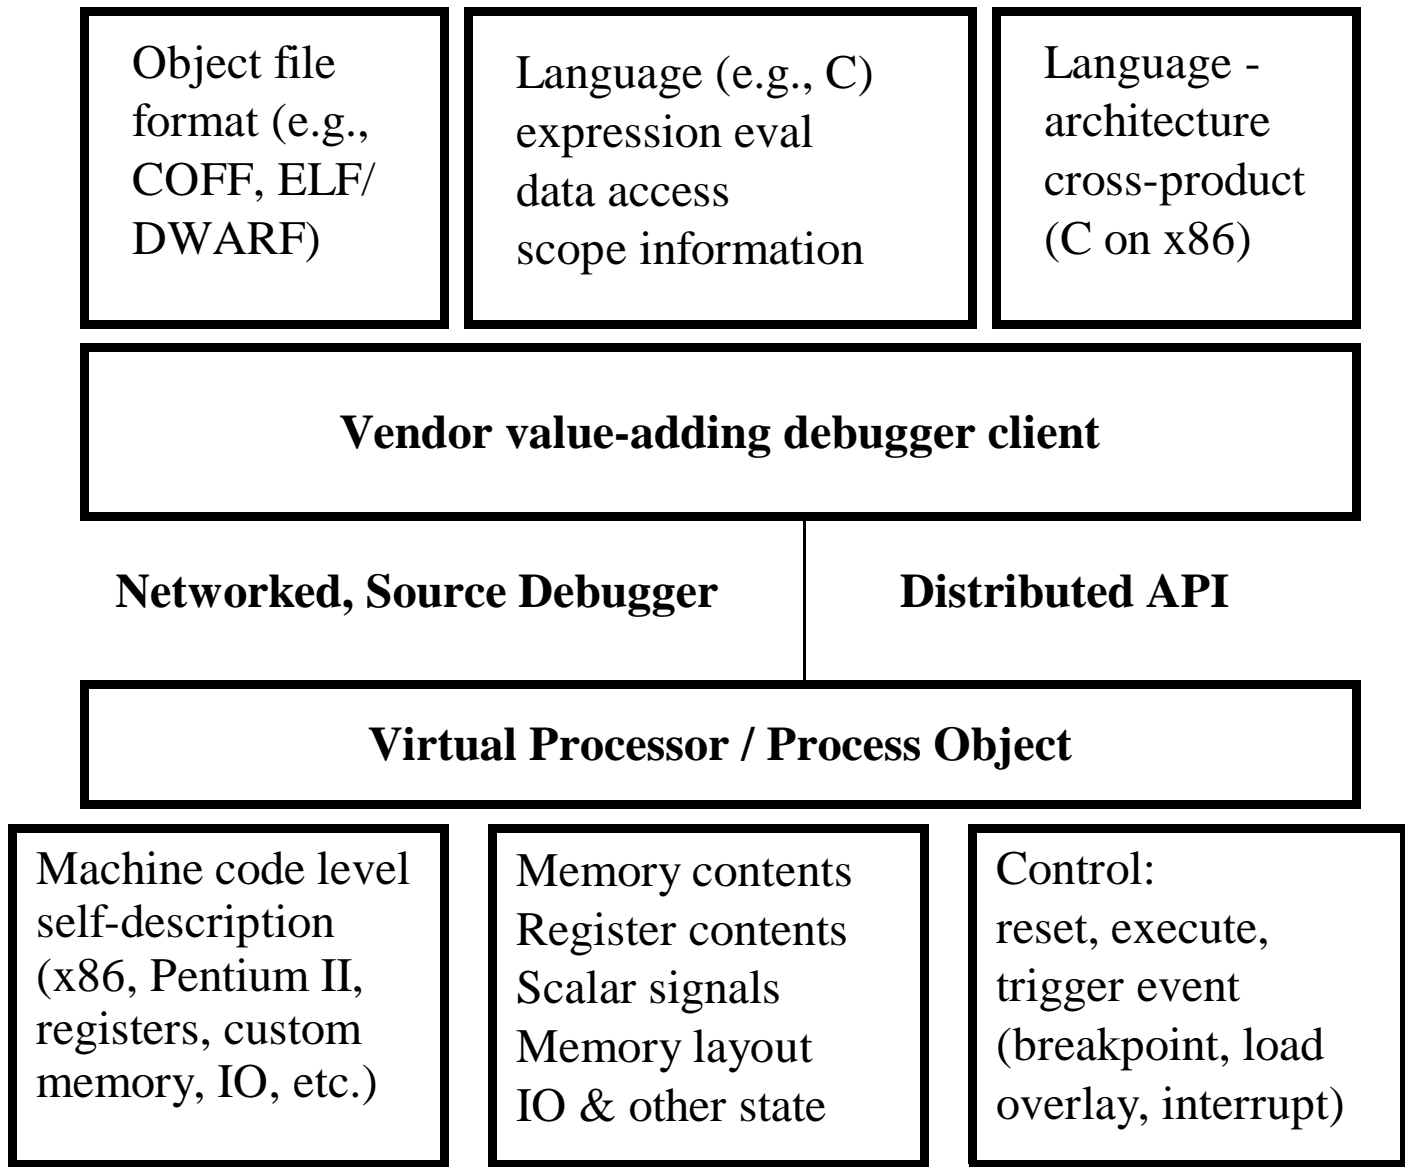 Object file
format (e.g.,
COFF, ELF/
DWARF)
Language (e.g., C)
expression eval
data access
scope information
Language -
architecture
cross-product
(C on x86)
Vendor value-adding debugger client
Networked, Source Debugger
Distributed API
Virtual Processor / Process Object
Machine code level
self-description
(x86, Pentium II,
registers, custom
memory, IO, etc.)
Memory contents
Register contents
Scalar signals
Memory layout
IO & other state
Control:
reset, execute,
trigger event
(breakpoint, load
overlay, interrupt)